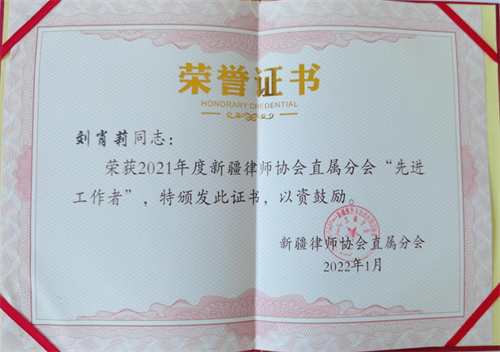 荣誉证书
HONORARY CREDENTIAL
刘肖莉同志：
荣获2021年度新疆律师协会直属分会“先进
工作者”，特颁发此证书，以资鼓励。
新疆律师协会直属分会
2022年1月